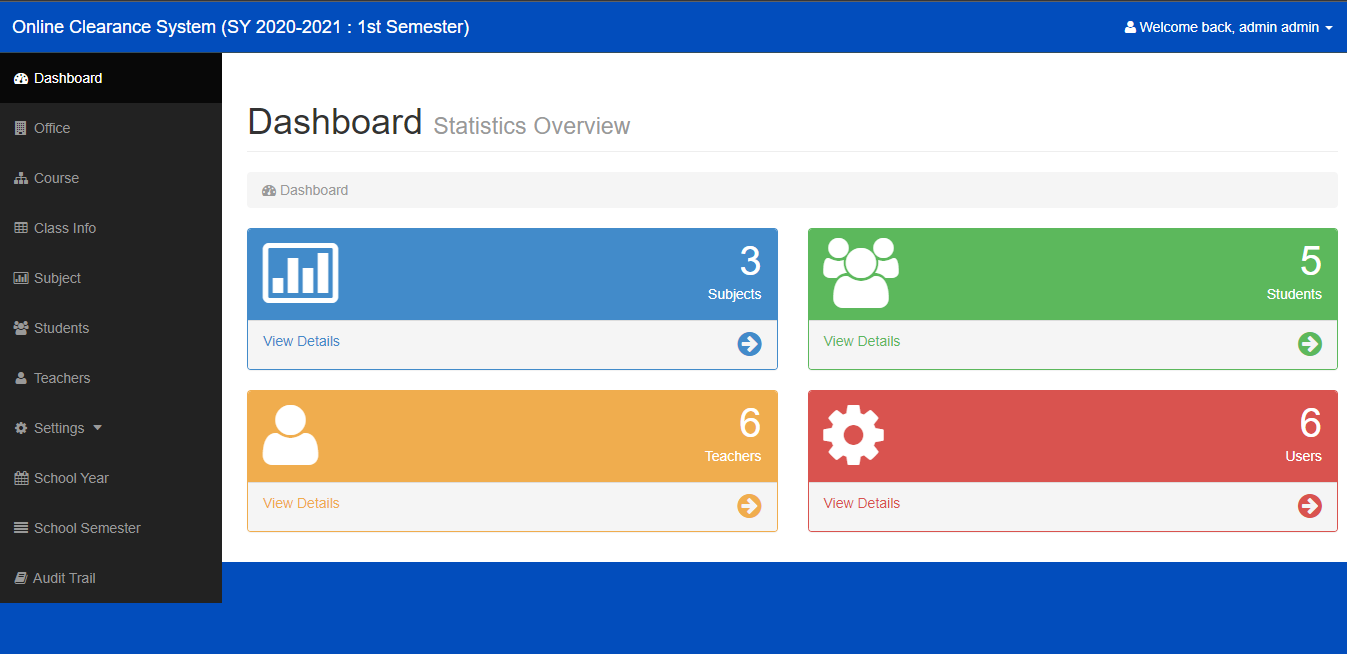 Online Clearance System (SY 2020-2021 : 1st Semester)
Welcome back, admin admin
Dashboard
Office
Course
Class Info
Subject
Students
Teachers
Settings
School Year
School Semester
Audit Trail
Dashboard Statistics Overview
Dashboard
3
Subjects
View Details
5
Students
View Details
6
Teachers
View Details
6
Users
View Details